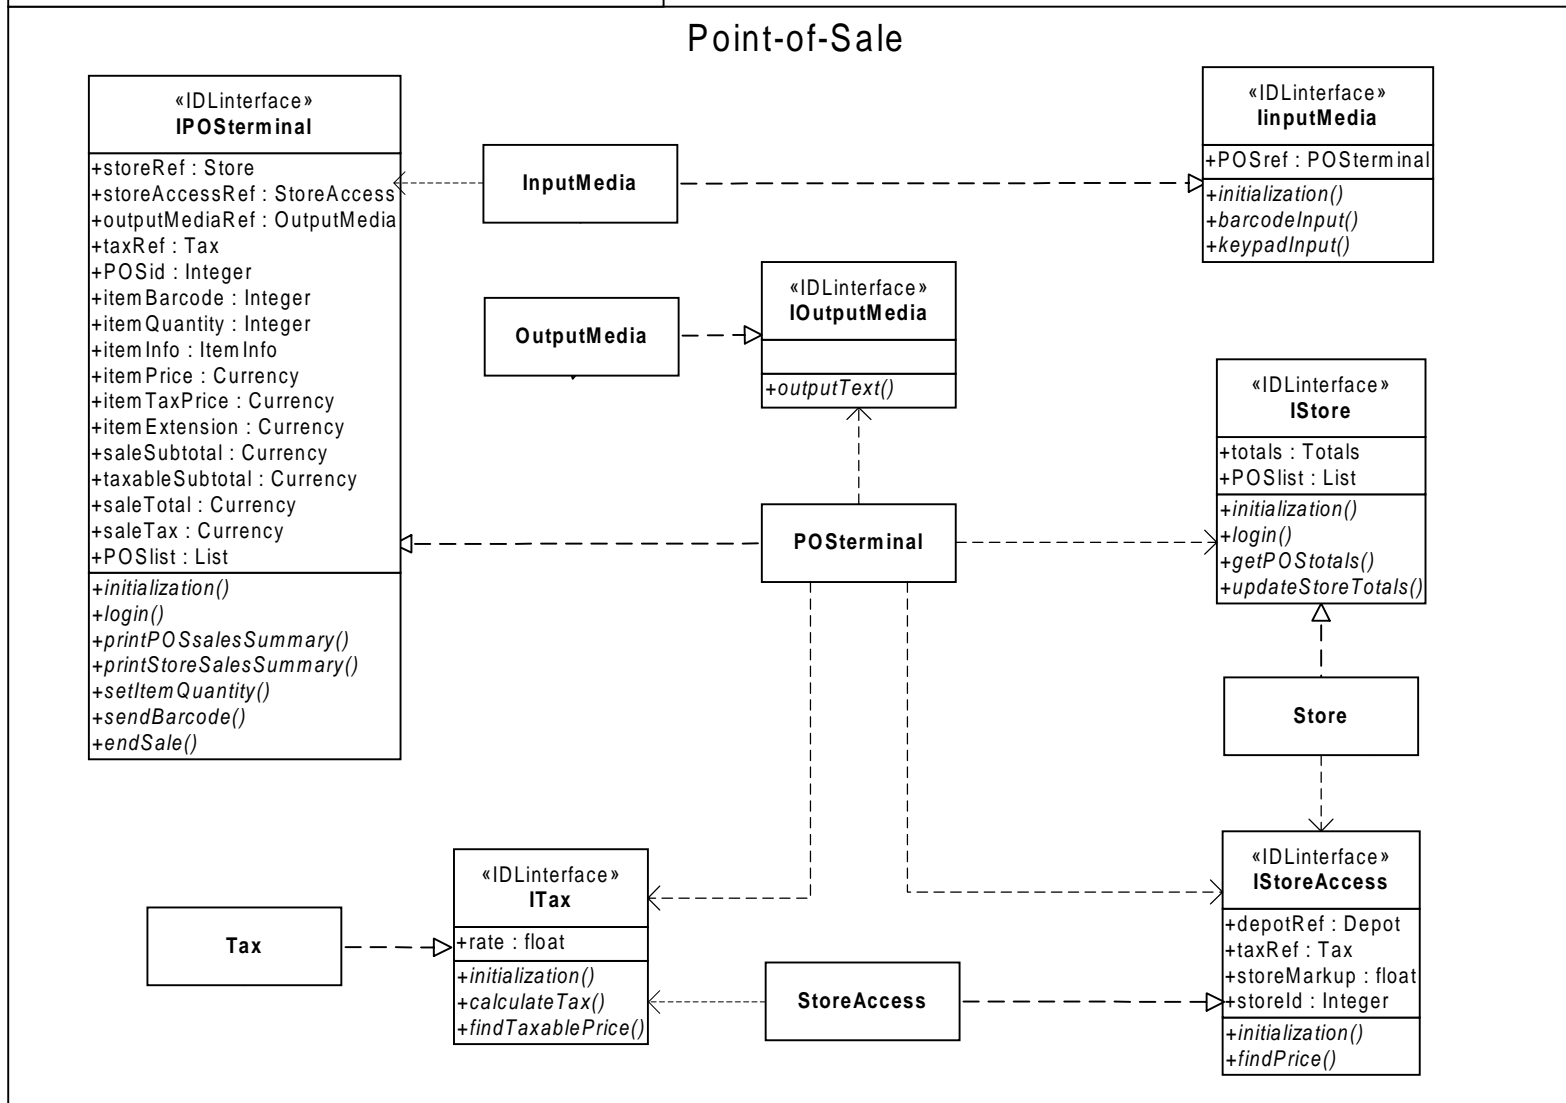 Point-of-Sale
«IDLinterface»
IPOSterminal
+storeRef : Store
+storeAccessRef : StoreAccess
+outputMediaRef : OutputMedia
+taxRef : Tax
+POSid : Integer
+itemBarcode : Integer
+itemQuantity : Integer
+itemInfo : ItemInfo
+itemPrice : Currency
+itemTaxPrice : Currency
+itemExtension : Currency
+saleSubtotal : Currency
+taxableSubtotal : Currency
+saleTotal : Currency
+saleTax : Currency
+POSlist : List
+initialization()
+login()
+printPOSsalesSummary()
+printStoreSalesSummary()
+setItemQuantity()
+sendBarcode()
+endSale()
InputMedia
«IDLinterface»
IinputMedia
+POSref : POSterminal
+initialization()
+barcodeInput()
+keypadInput()
OutputMedia
«IDLinterface»
IOutputMedia
+outputText()
«IDLinterface»
IStore
+totals : Totals
+POSlist : List
+initialization()
+login()
+getPOStotals()
+updateStoreTotals()
POSterminal
Store
Tax
«IDLinterface»
ITax
+rate : float
+initialization()
+calculateTax()
+findTaxablePrice()
StoreAccess
«IDLinterface»
IStoreAccess
+depotRef : Depot
+taxRef : Tax
+storeMarkup : float
+storeId : Integer
+initialization()
+findPrice()